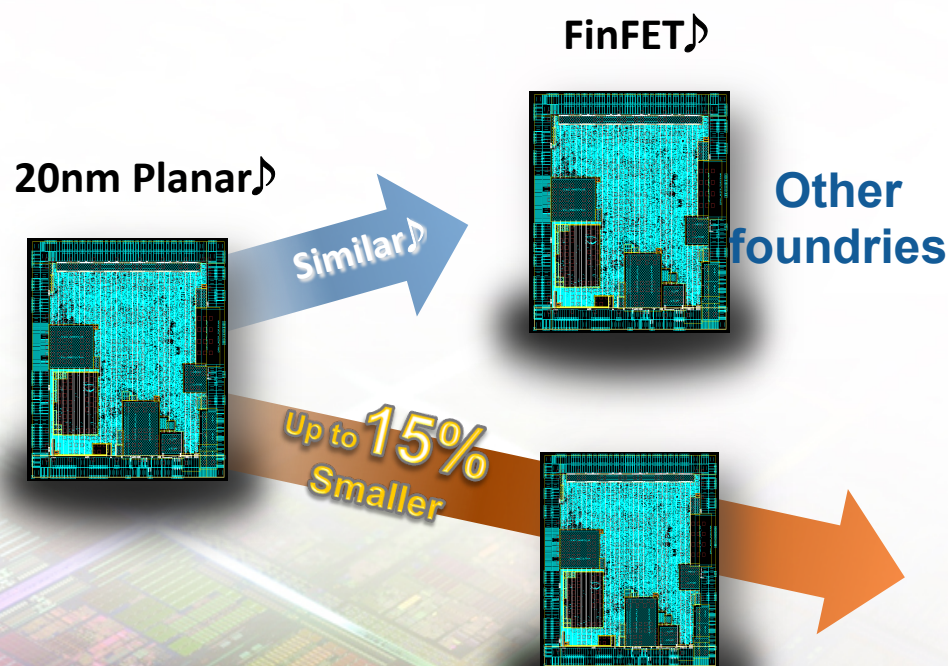 FinFET♪
20nm Planar♪
Similar♪
Other
foundries
Up to 15%
Smaller